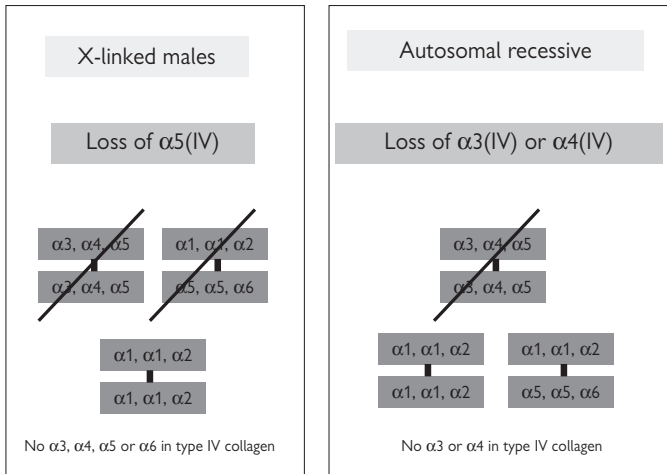 X-linked males
Loss of α5(IV)
α3, α4, α5
α3, α4, α5
α1, α1, α2
α5, α5, α6
α1, α1, α2
α1, α1, α2
No α3, α4, α5 or α6 in type IV collagen
Autosomal recessive
Loss of α3(IV) or α4(IV)
α3, α4, α5
α3, α4, α5
α1, α1, α2
α1, α1, α2
α1, α1, α2
α5, α5, α6
No α3 or α4 in type IV collagen